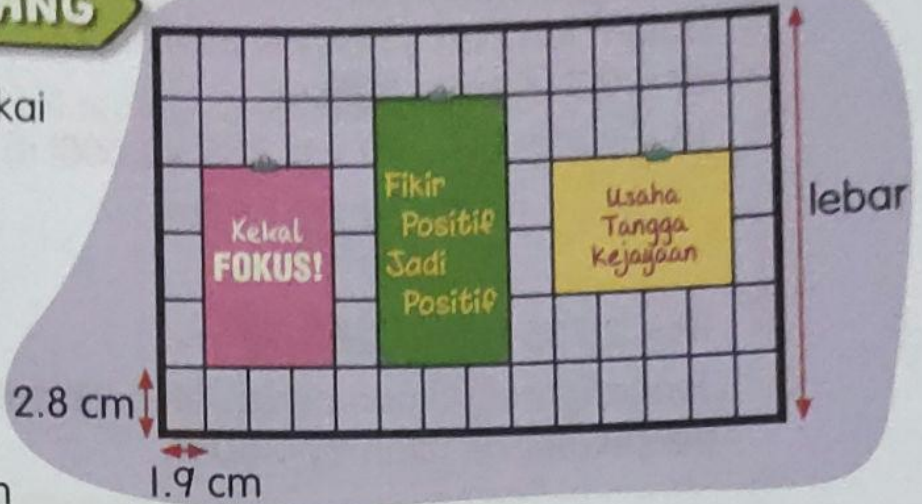 kai
Kekal
FOKUS!
Fikir
Positif
Jadi
Positif
Usaha
Tangga
Kejayaan
lebar
2.8 cm
1.9 cm